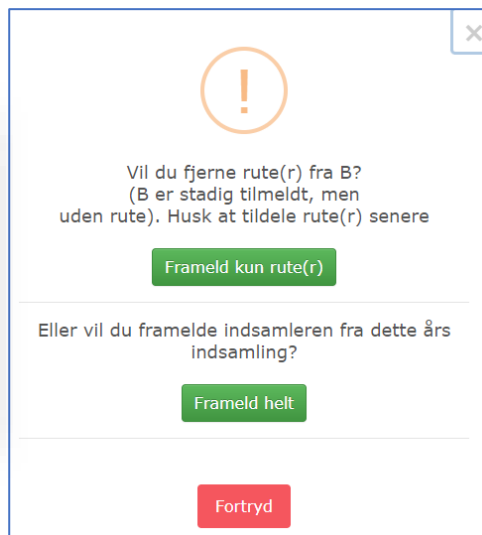 ×
!
Vil du fjerne rute(r) fra B?
(B er stadig tilmeldt, men
uden rute). Husk at tildele rute(r) senere
Frameld kun rute(r)
Eller vil du framelde indsamleren fra dette års
indsamling?
Frameld helt
Fortryd